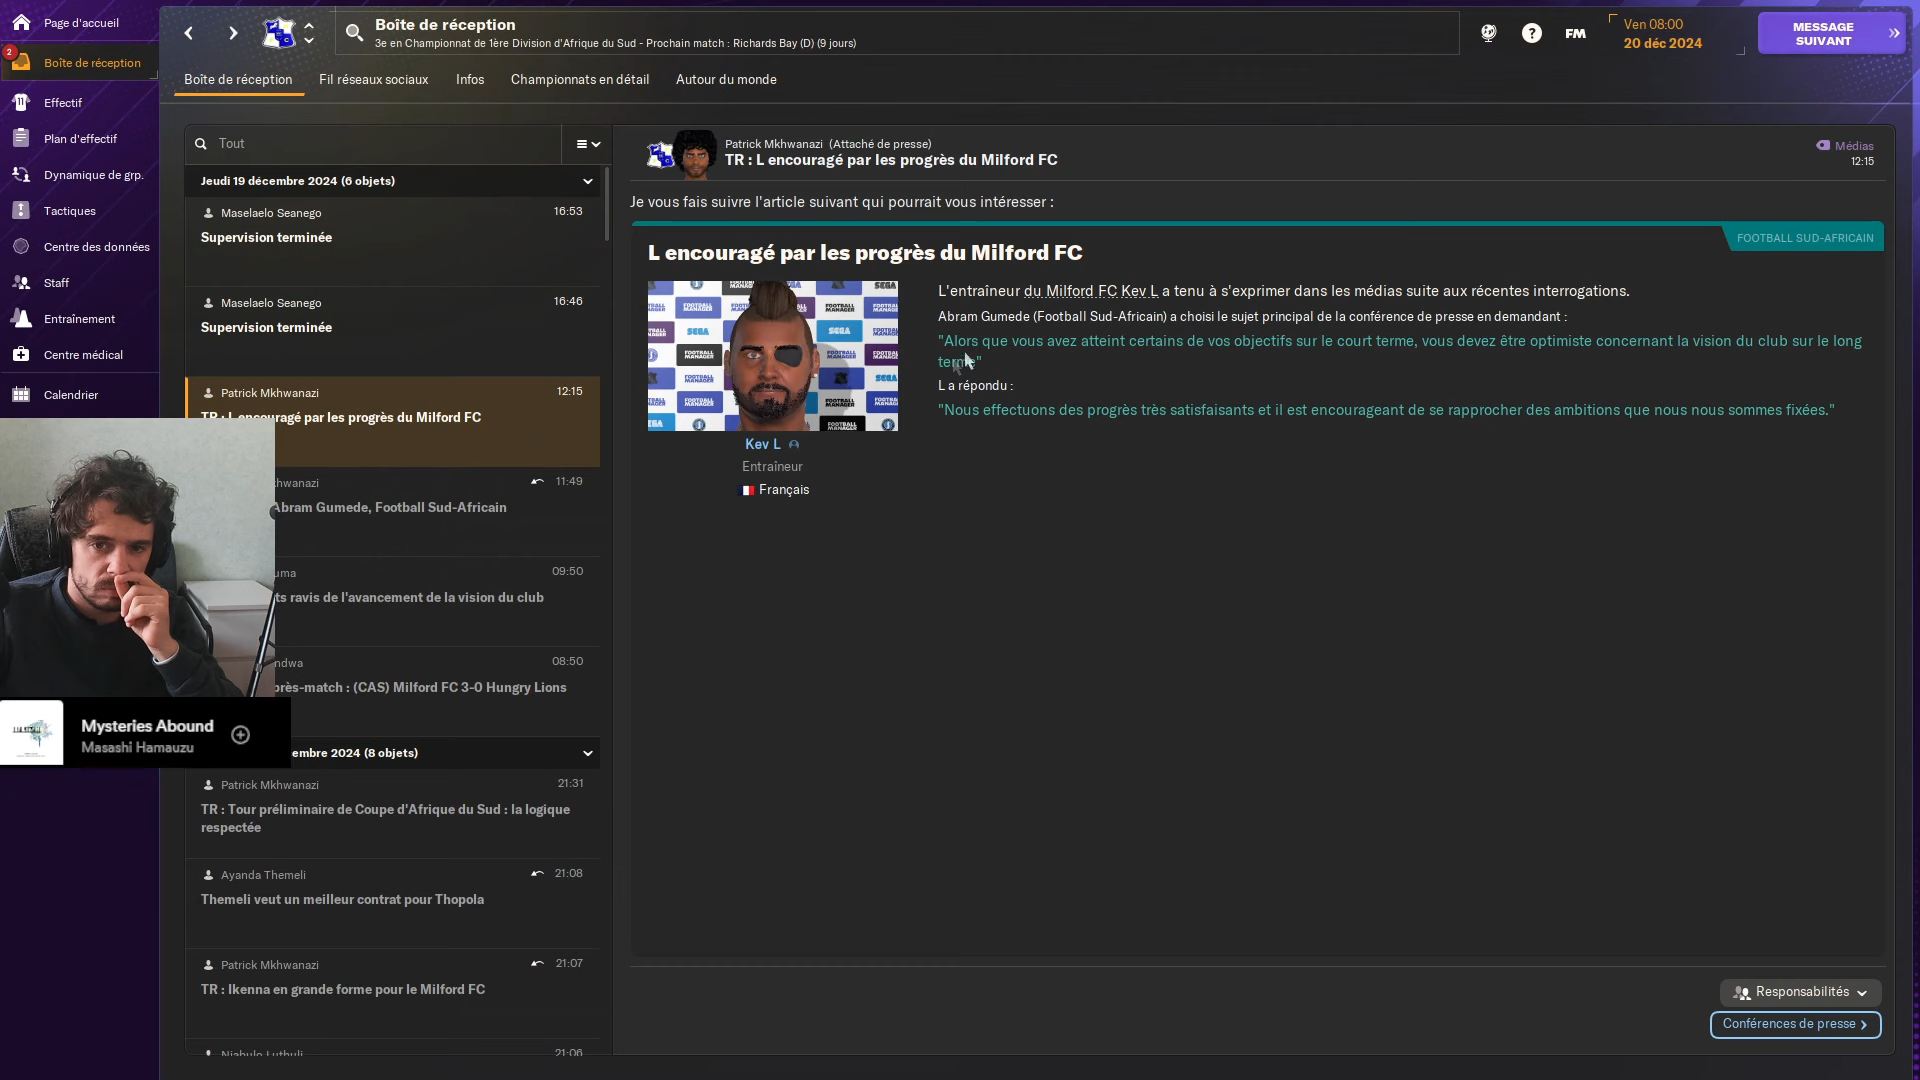 Page d'accueil
2
Boîte de réception
Effectif
Plan d'effectif
Dynamique de grp.
Tactiques
Centre des données
Staff
Entraînement
Centre médical
Calendrier
Boîte de réception
3e en Championnat de 1ère Division d'Afrique du Sud - Prochain match : Richards Bay (D) (9 jours)
FM
Ven 08:00
20 déc 2024
MESSAGE
SUIVANT
Boîte de réception
Fil réseaux sociaux
Infos
Championnats en détail
Autour du monde
Tout
Jeudi 19 décembre 2024 (6 objets)
Maselaelo Seanego
16:53
Supervision terminée
Maselaelo Seanego
16:46
Supervision terminée
Patrick Mkhwanazi
12:15
TR : L encouragé par les progrès du Milford FC
khwanazi
11:49
Abram Gumede, Football Sud-Africain
uma
09:50
ts ravis de l'avancement de la vision du club
ndwa
08:50
près-match : (CAS) Milford FC 3-0 Hungry Lions
embre 2024 (8 objets)
Patrick Mkhwanazi
21:31
TR : Tour préliminaire de Coupe d'Afrique du Sud : la logique
respectée
Ayanda Themeli
21:08
Themeli veut un meilleur contrat pour Thopola
Patrick Mkhwanazi
21:07
TR : Ikenna en grande forme pour le Milford FC
Njabulo Luthuli
21:06
Mysteries Abound
Masashi Hamauzu
Patrick Mkhwanazi (Attaché de presse)
TR : L encouragé par les progrès du Milford FC
Médias
12:15
Je vous fais suivre l'article suivant qui pourrait vous intéresser :
FOOTBALL SUD-AFRICAIN
L encouragé par les progrès du Milford FC
L'entraîneur du Milford FC Kev L a tenu à s'exprimer dans les médias suite aux récentes interrogations.
Abram Gumede (Football Sud-Africain) a choisi le sujet principal de la conférence de presse en demandant :
"Alors que vous avez atteint certains de vos objectifs sur le court terme, vous devez être optimiste concernant la vision du club sur le long
terme"
L a répondu :
"Nous effectuons des progrès très satisfaisants et il est encourageant de se rapprocher des ambitions que nous nous sommes fixées."
Kev L
Entraîneur
Français
Responsabilités
Conférences de presse